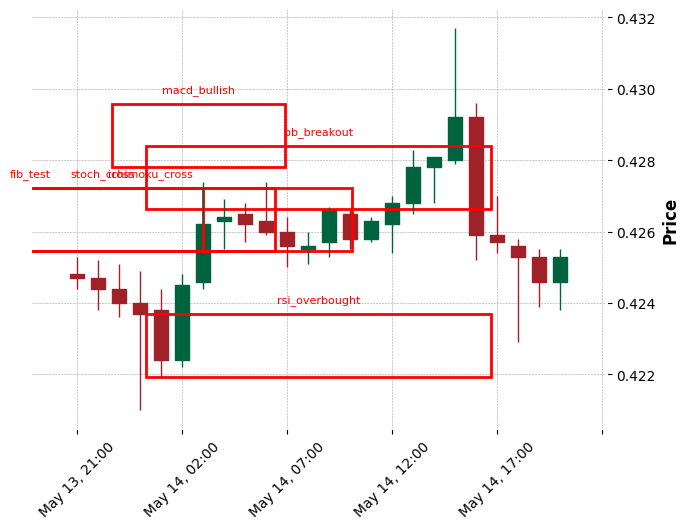 0.432
0.430
0.428
0.426
0.424
0.422
Price
macd_bullish
bb_breakout
fib_test
stoch_cross
ichimoku_cross
rsi_overbought
May 13, 21:00
May 14, 02:00
May 14, 07:00
May 14, 12:00
May 14, 17:00